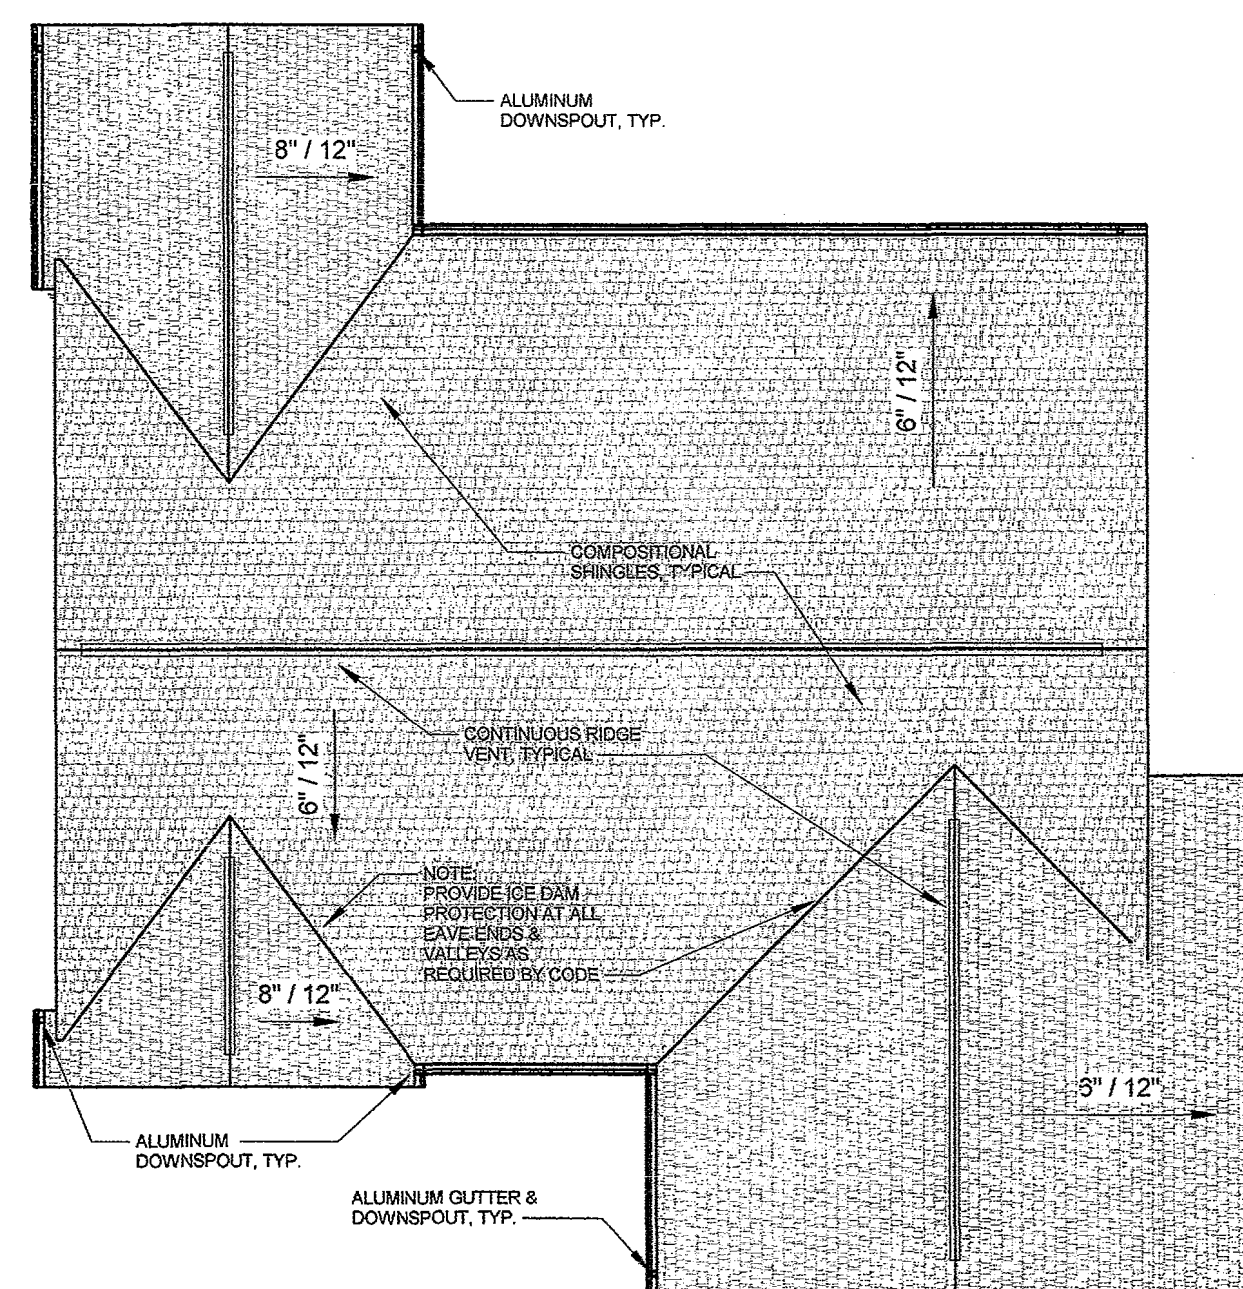 ALUMINUM
DOWNSPOUT, TYP.
8" / 12"
6" / 12"
COMPOSITIONAL
SHINGLES, TYPICAL
CONTINUOUS RIDGE
VENT, TYPICAL
6" / 12"
NOTE:
PROVIDE ICE DAM
PROTECTION AT ALL
EAVE ENDS &
VALLEYS AS
REQUIRED BY CODE
8" / 12"
6" / 12"
ALUMINUM
DOWNSPOUT, TYP.
ALUMINUM GUTTER &
DOWNSPOUT, TYP.